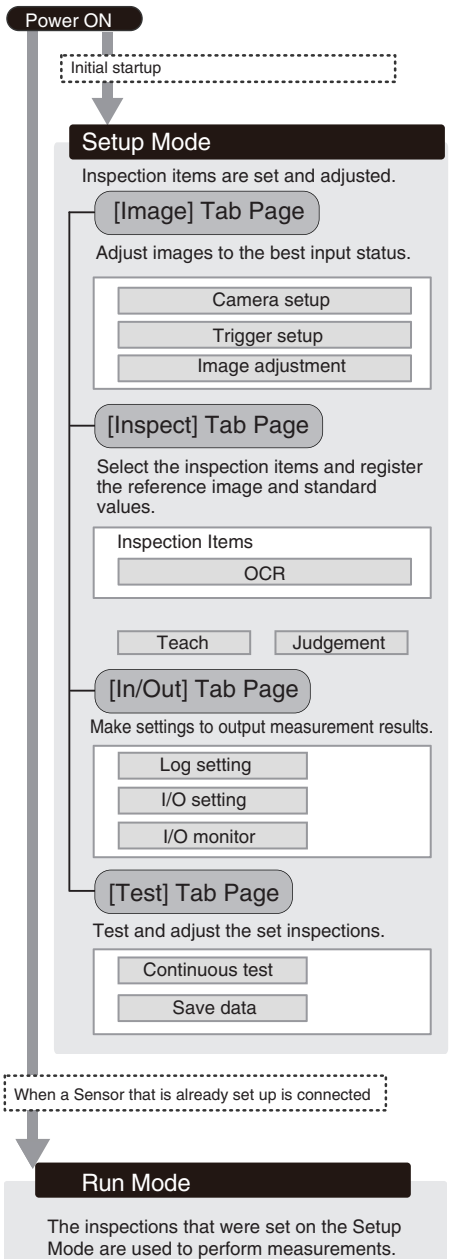 Power ON
Initial startup
Setup Mode
Inspection items are set and adjusted.
[Image] Tab Page
Adjust images to the best input status.
Camera setup
Trigger setup
Image adjustment
[Inspect] Tab Page
Select the inspection items and register
the reference image and standard
values.
Inspection Items
OCR
Teach Judgement
[In/Out] Tab Page
Make settings to output measurement results.
Log setting
I/O setting
I/O monitor
[Test] Tab Page
Test and adjust the set inspections.
Continuous test
Save data
When a Sensor that is already set up is connected
Run Mode
The inspections that were set on the Setup
Mode are used to perform measurements.